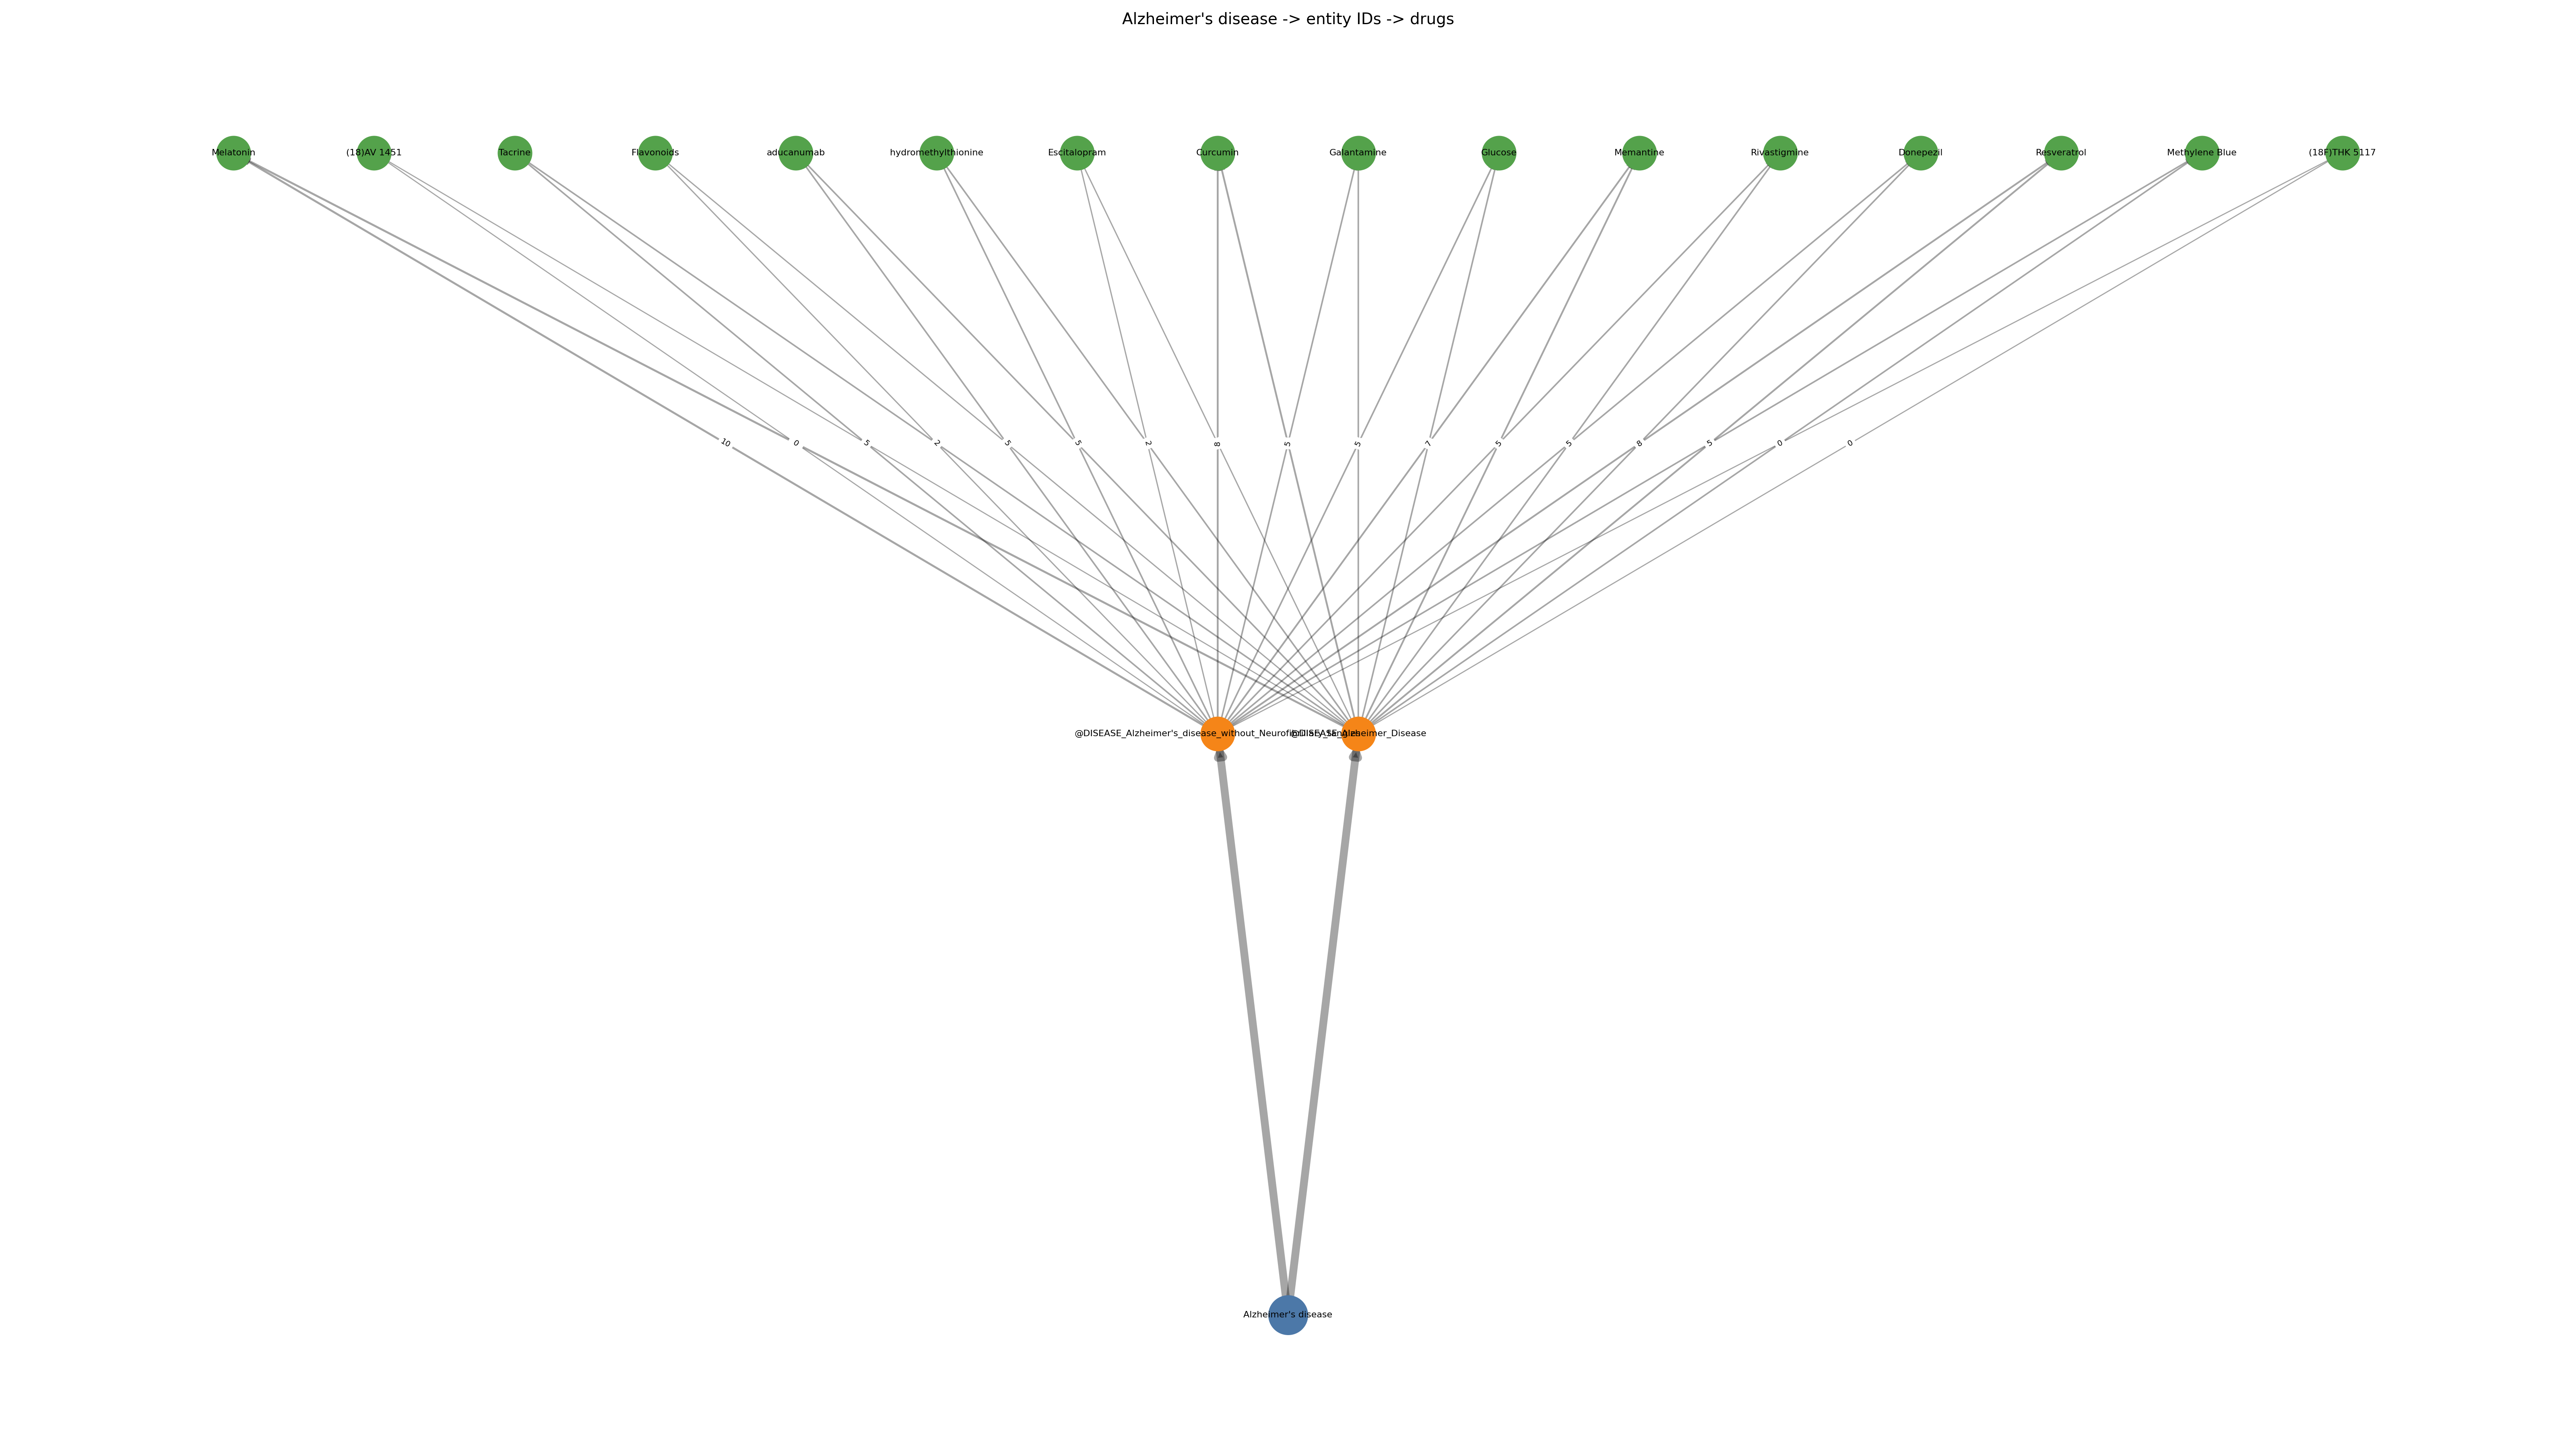 Alzheimer's disease -> entity IDs -> drugs
Melatonin
(18)AV 1451
Tacrine
Flavonoids
aducanumab
hydromethylthionine
Escitalopram
Curcumin
Galantamine
Glucose
Memantine
Rivastigmine
Donepezil
Resveratrol
Methylene Blue
(18F)THK 5117
10
0
5
2
5
5
2
8
5
5
7
5
5
8
5
0
0
@DISEASE_Alzheimer's_disease_without_Neurofibrillary_tangles
@DISEASE_Alzheimer_Disease
Alzheimer's disease